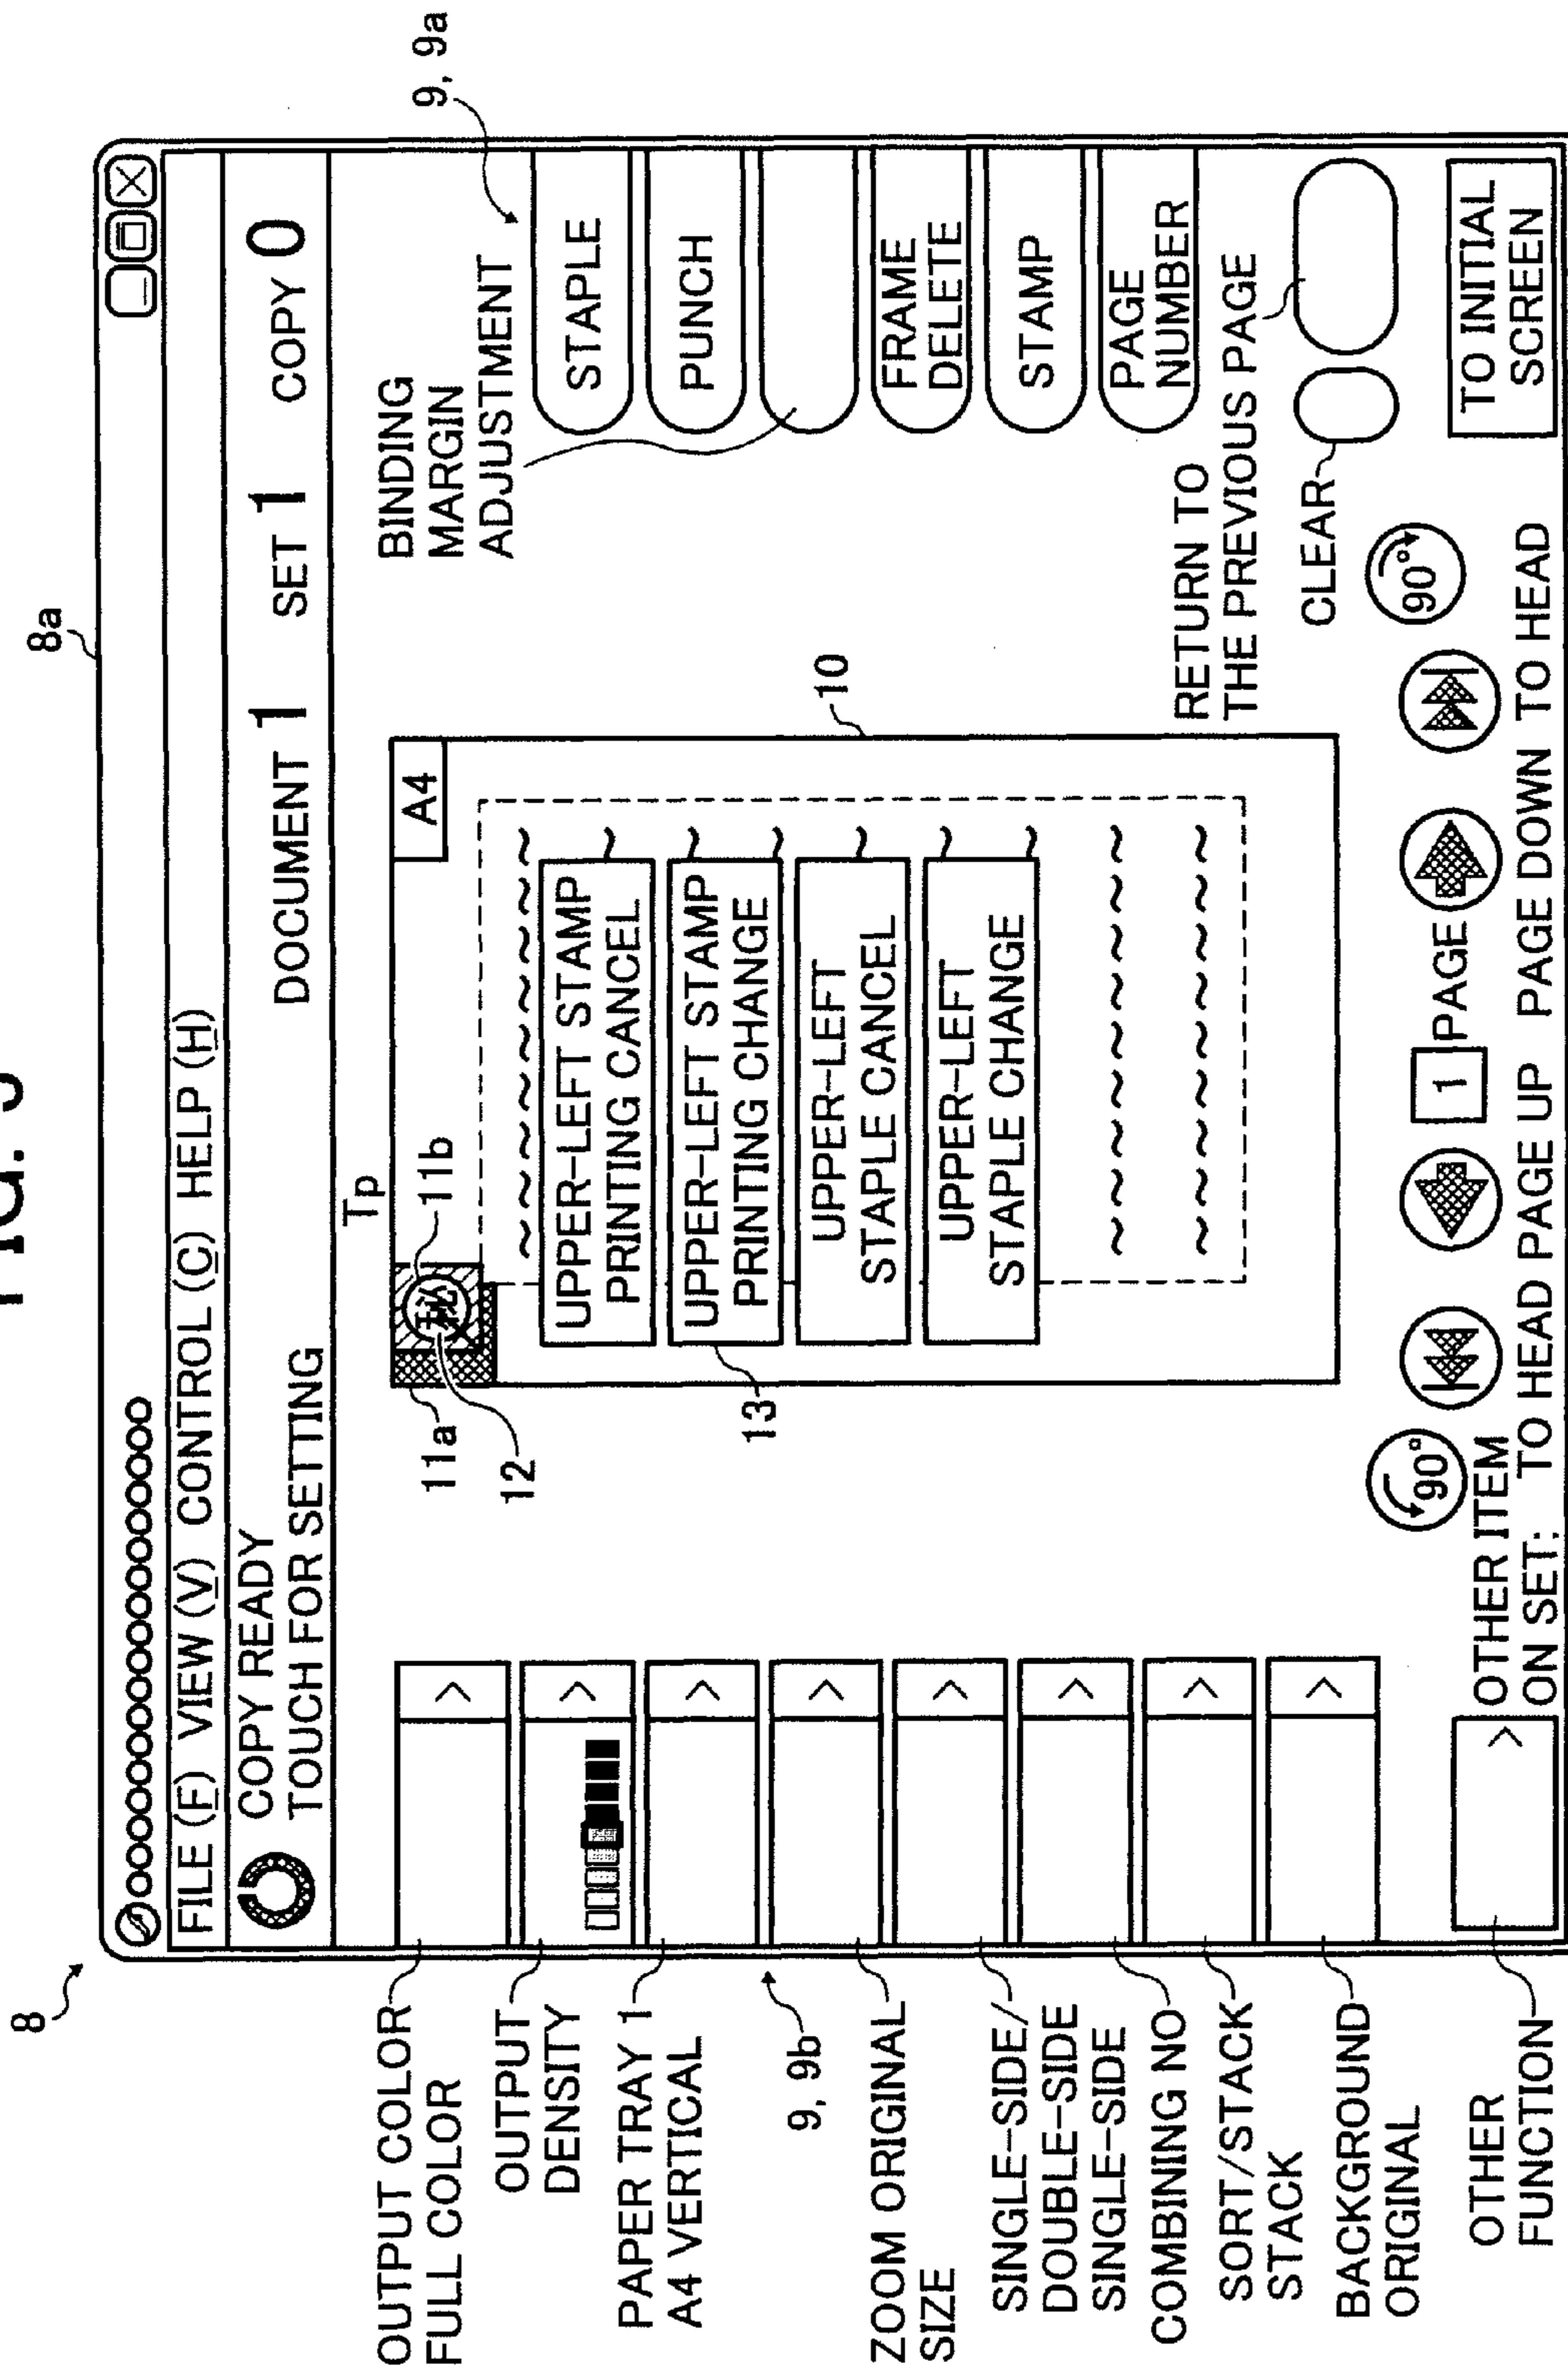 8
8a
FILE (F) VIEW (V) CONTROL (C) HELP (H)
COPY READY
TOUCH FOR SETTING
DOCUMENT 1 SET 1 COPY 0
OUTPUT COLOR
FULL COLOR
OUTPUT
DENSITY
PAPER TRAY 1
A4 VERTICAL
9, 9b
ZOOM ORIGINAL
SIZE
SINGLE-SIDE/
DOUBLE-SIDE
SINGLE-SIDE
COMBINING NO
SORT/STACK
STACK
BACKGROUND
ORIGINAL
OTHER
FUNCTION
OTHER ITEM
ON SET:
Tp
11a
11b
12
13
秘
A4
10
UPPER-LEFT STAMP
PRINTING CANCEL
UPPER-LEFT STAMP
PRINTING CHANGE
UPPER-LEFT
STAPLE CANCEL
UPPER-LEFT
STAPLE CHANGE
BINDING
MARGIN
ADJUSTMENT
9, 9a
STAPLE
PUNCH
FRAME
DELETE
STAMP
PAGE
NUMBER
RETURN TO
THE PREVIOUS PAGE
CLEAR
90°
1 PAGE
90°
TO HEAD PAGE UP PAGE DOWN TO HEAD
TO INITIAL
SCREEN